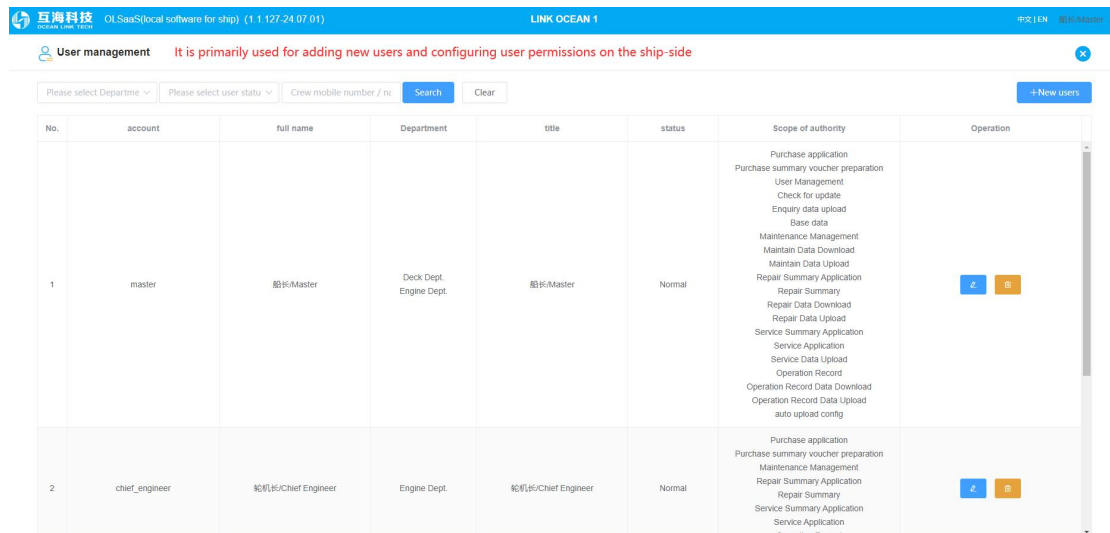 互海科技
OCEAN LINK TECH
OLSaaS(local software for ship) (1.1.127-24.07.01)
LINK OCEAN 1
中文 | EN
船长/Master
User management
It is primarily used for adding new users and configuring user permissions on the ship-side
Please select Departme
Please select user statu
Crew mobile number / na
Search
Clear
+New users
No. account full name Department title status Scope of authority Operation
Purchase application
Purchase summary voucher preparation
User Management
Check for update
Enquiry data upload
Base data
Maintenance Management
Maintain Data Download
Maintain Data Upload
Repair Summary Application
Repair Summary
Repair Data Download
Repair Data Upload
Service Summary Application
Service Application
Service Data Upload
Operation Record
Operation Record Data Download
Operation Record Data Upload
auto upload config
1 master 船长/Master Deck Dept. 船长/Master Normal
Engine Dept.
Purchase application
Purchase summary voucher preparation
Maintenance Management
Repair Summary Application
Repair Summary
Service Summary Application
Service Application
2 chief_engineer 轮机长/Chief Engineer Engine Dept. 轮机长/Chief Engineer Normal